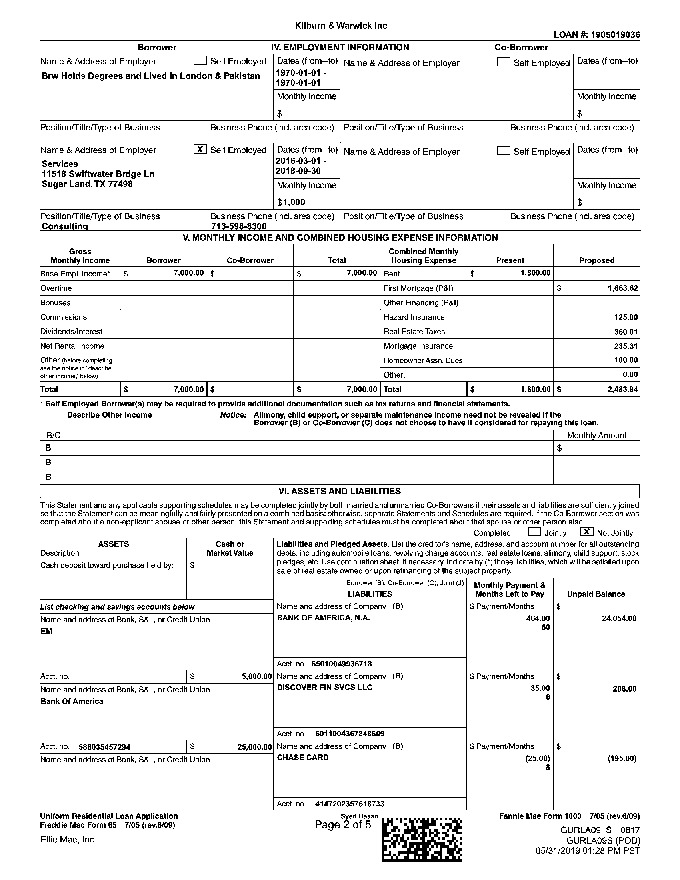 Kilburn & Warwick Inc
LOAN #: 1905019036
Borrower IV. EMPLOYMENT INFORMATION Co-Borrower
Name & Address of Employer Self Employed Dates (from–to) Name & Address of Employer Self Employed Dates (from–to)
Brw Holds Degrees and Lived in London & Pakistan 1970-01-01 -
1970-01-01
Monthly Income Monthly Income
$ $
Position/Title/Type of Business Business Phone (incl. area code) Position/Title/Type of Business Business Phone (incl. area code)
Name & Address of Employer X Self Employed Dates (from–to) Name & Address of Employer Self Employed Dates (from–to)
Services 2016-03-01 -
11518 Swiftwater Brdge Ln 2018-09-30
Sugar Land, TX 77498 Monthly Income Monthly Income
$1,000 $
Position/Title/Type of Business Business Phone (incl. area code) Position/Title/Type of Business Business Phone (incl. area code)
Consulting 713-598-8300
V. MONTHLY INCOME AND COMBINED HOUSING EXPENSE INFORMATION
Gross Monthly Income Borrower Co-Borrower Total Combined Monthly Housing Expense Present Proposed
Base Empl. Income* $ 7,000.00 $ $ 7,000.00 Rent $ 1,800.00
Overtime First Mortgage (P&I) $ 1,663.62
Bonuses Other Financing (P&I)
Commissions Hazard Insurance 125.00
Dividends/Interest Real Estate Taxes 360.01
Net Rental Income Mortgage Insurance 235.31
Other (before completing, Homeowner Assn. Dues 100.00
see the notice in "describe
other income," below) Other: 0.00
Total $ 7,000.00 $ $ 7,000.00 Total $ 1,800.00 $ 2,483.94
* Self Employed Borrower(s) may be required to provide additional documentation such as tax returns and financial statements.
Describe Other Income Notice: Alimony, child support, or separate maintenance income need not be revealed if the
Borrower (B) or Co-Borrower (C) does not choose to have it considered for repaying this loan.
B/C Monthly Amount
B $
B
B
VI. ASSETS AND LIABILITIES
This Statement and any applicable supporting schedules may be completed jointly by both married and unmarried Co-Borrowers if their assets and liabilities are sufficiently joined
so that the Statement can be meaningfully and fairly presented on a combined basis; otherwise, separate Statements and Schedules are required. If the Co-Borrower section was
completed about a non-applicant spouse or other person, this Statement and supporting schedules must be completed about that spouse or other person also.
Completed Jointly X Not Jointly
ASSETS Cash or Market Value
Description
Cash deposit toward purchase held by: $
Liabilities and Pledged Assets. List the creditor's name, address, and account number for all outstanding
debts, including automobile loans, revolving charge accounts, real estate loans, alimony, child support, stock
pledges, etc. Use continuation sheet, if necessary. Indicate by (*) those liabilities, which will be satisfied upon
sale of real estate owned or upon refinancing of the subject property.
Borrower (B), Co-Borrower (C), Joint (J)
LIABILITIES Monthly Payment & Months Left to Pay Unpaid Balance
List checking and savings accounts below
Name and address of Bank, S&L, or Credit Union Name and address of Company (B) $ Payment/Months $
EM BANK OF AMERICA, N.A. 464.00 24,054.00
Acct. no. 65010049936718
Acct. no. $ 5,000.00 Name and address of Company (B) $ Payment/Months $
Name and address of Bank, S&L, or Credit Union DISCOVER FIN SVCS LLC 35.00 208.00
Bank Of America
Acct. no. 6011004367246609
Acct. no. 586035457294 $ 25,000.00 Name and address of Company (B) $ Payment/Months $
Name and address of Bank, S&L, or Credit Union CHASE CARD (25.00) (195.00)
Acct. no. 4147202357618733
Uniform Residential Loan Application Syed Hasan Fannie Mae Form 1003 7/05 (rev.6/09)
Freddie Mac Form 65 7/05 (rev.6/09) Page 2 of 5
Ellie Mae, Inc. GURLA09_S 0817
GURLA09S (POD)
05/31/2019 01:28 PM PST